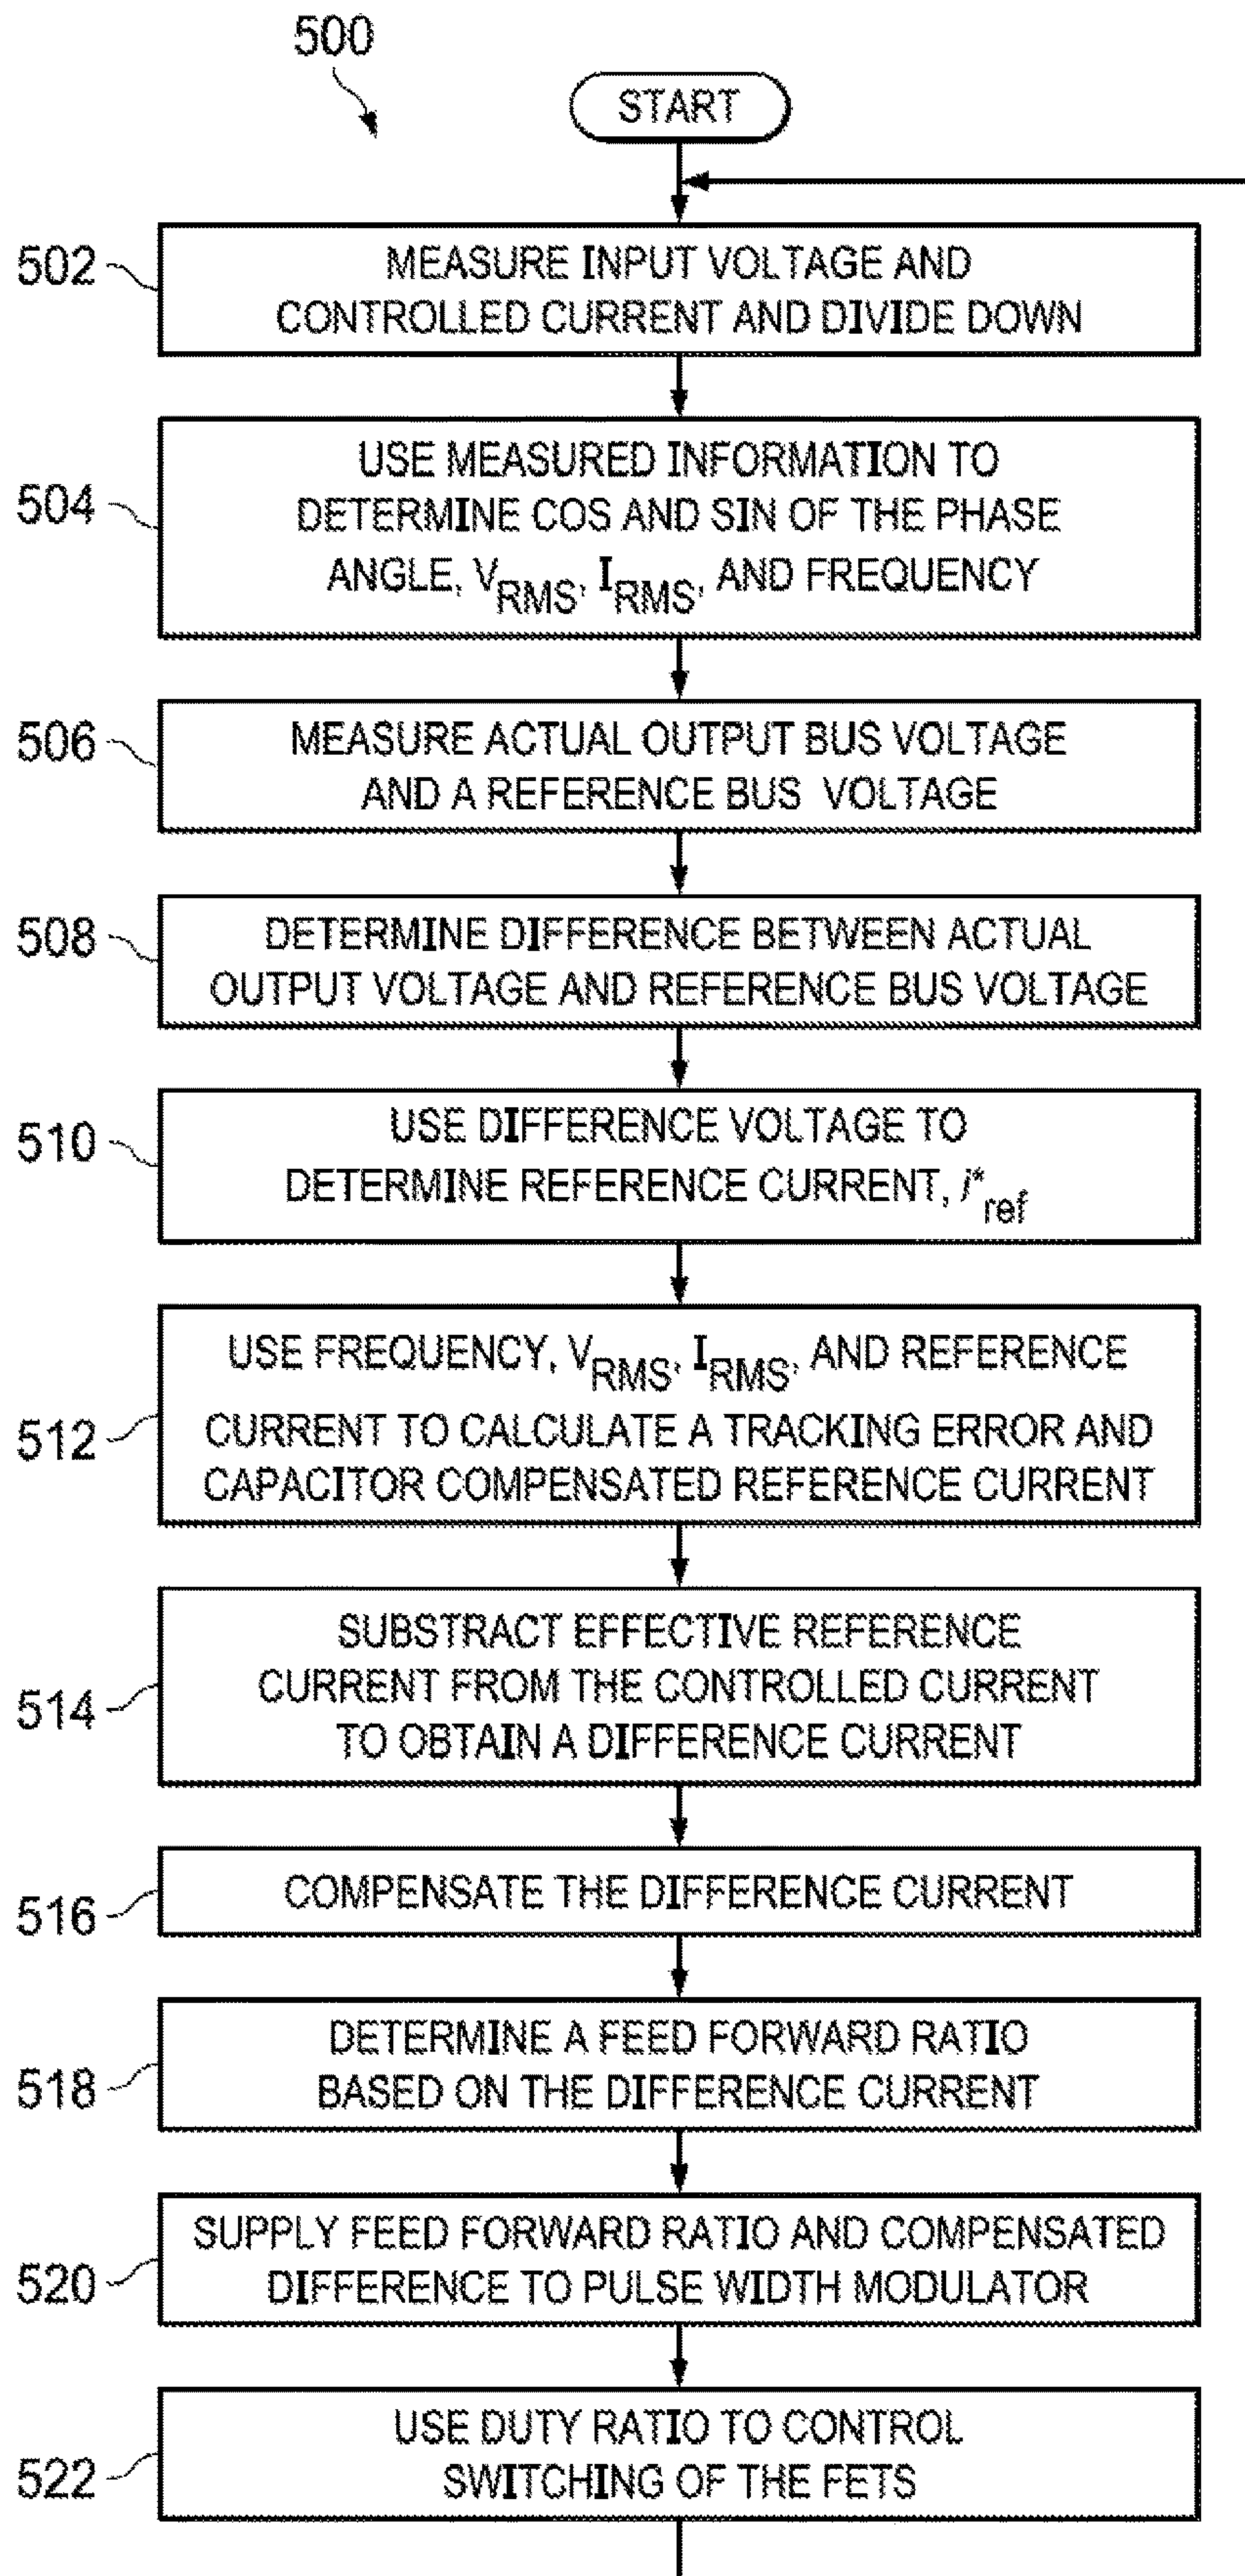 500
START
502
MEASURE INPUT VOLTAGE AND
CONTROLLED CURRENT AND DIVIDE DOWN
504
USE MEASURED INFORMATION TO
DETERMINE COS AND SIN OF THE PHASE
ANGLE, VRMS, IRMS, AND FREQUENCY
506
MEASURE ACTUAL OUTPUT BUS VOLTAGE
AND A REFERENCE BUS VOLTAGE
508
DETERMINE DIFFERENCE BETWEEN ACTUAL
OUTPUT VOLTAGE AND REFERENCE BUS VOLTAGE
510
USE DIFFERENCE VOLTAGE TO
DETERMINE REFERENCE CURRENT, i*ref
512
USE FREQUENCY, VRMS, IRMS, AND REFERENCE
CURRENT TO CALCULATE A TRACKING ERROR AND
CAPACITOR COMPENSATED REFERENCE CURRENT
514
SUBSTRACT EFFECTIVE REFERENCE
CURRENT FROM THE CONTROLLED CURRENT
TO OBTAIN A DIFFERENCE CURRENT
516
COMPENSATE THE DIFFERENCE CURRENT
518
DETERMINE A FEED FORWARD RATIO
BASED ON THE DIFFERENCE CURRENT
520
SUPPLY FEED FORWARD RATIO AND COMPENSATED
DIFFERENCE TO PULSE WIDTH MODULATOR
522
USE DUTY RATIO TO CONTROL
SWITCHING OF THE FETS